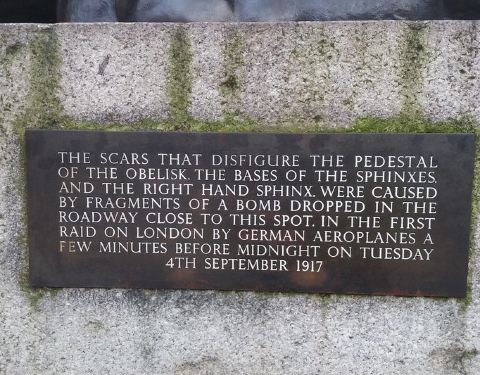 THE SCARS THAT DISFIGURE THE PEDESTAL
OF THE OBELISK, THE BASES OF THE SPHINXES,
AND THE RIGHT HAND SPHINX, WERE CAUSED
BY FRAGMENTS OF A BOMB DROPPED IN THE
ROADWAY CLOSE TO THIS SPOT, IN THE FIRST
RAID ON LONDON BY GERMAN AEROPLANES A
FEW MINUTES BEFORE MIDNIGHT ON TUESDAY
4TH SEPTEMBER 1917